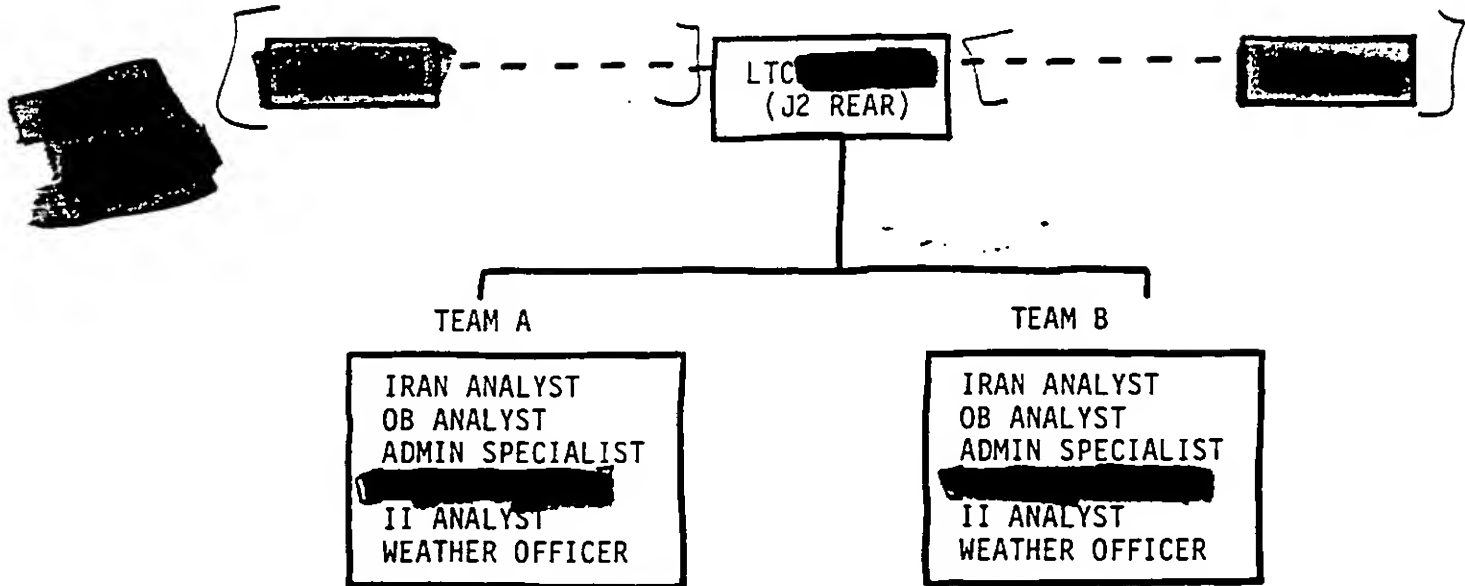 LTC
(J2 REAR)
TEAM A
IRAN ANALYST
OB ANALYST
ADMIN SPECIALIST
II ANALYST
WEATHER OFFICER
TEAM B
IRAN ANALYST
OB ANALYST
ADMIN SPECIALIST
II ANALYST
WEATHER OFFICER